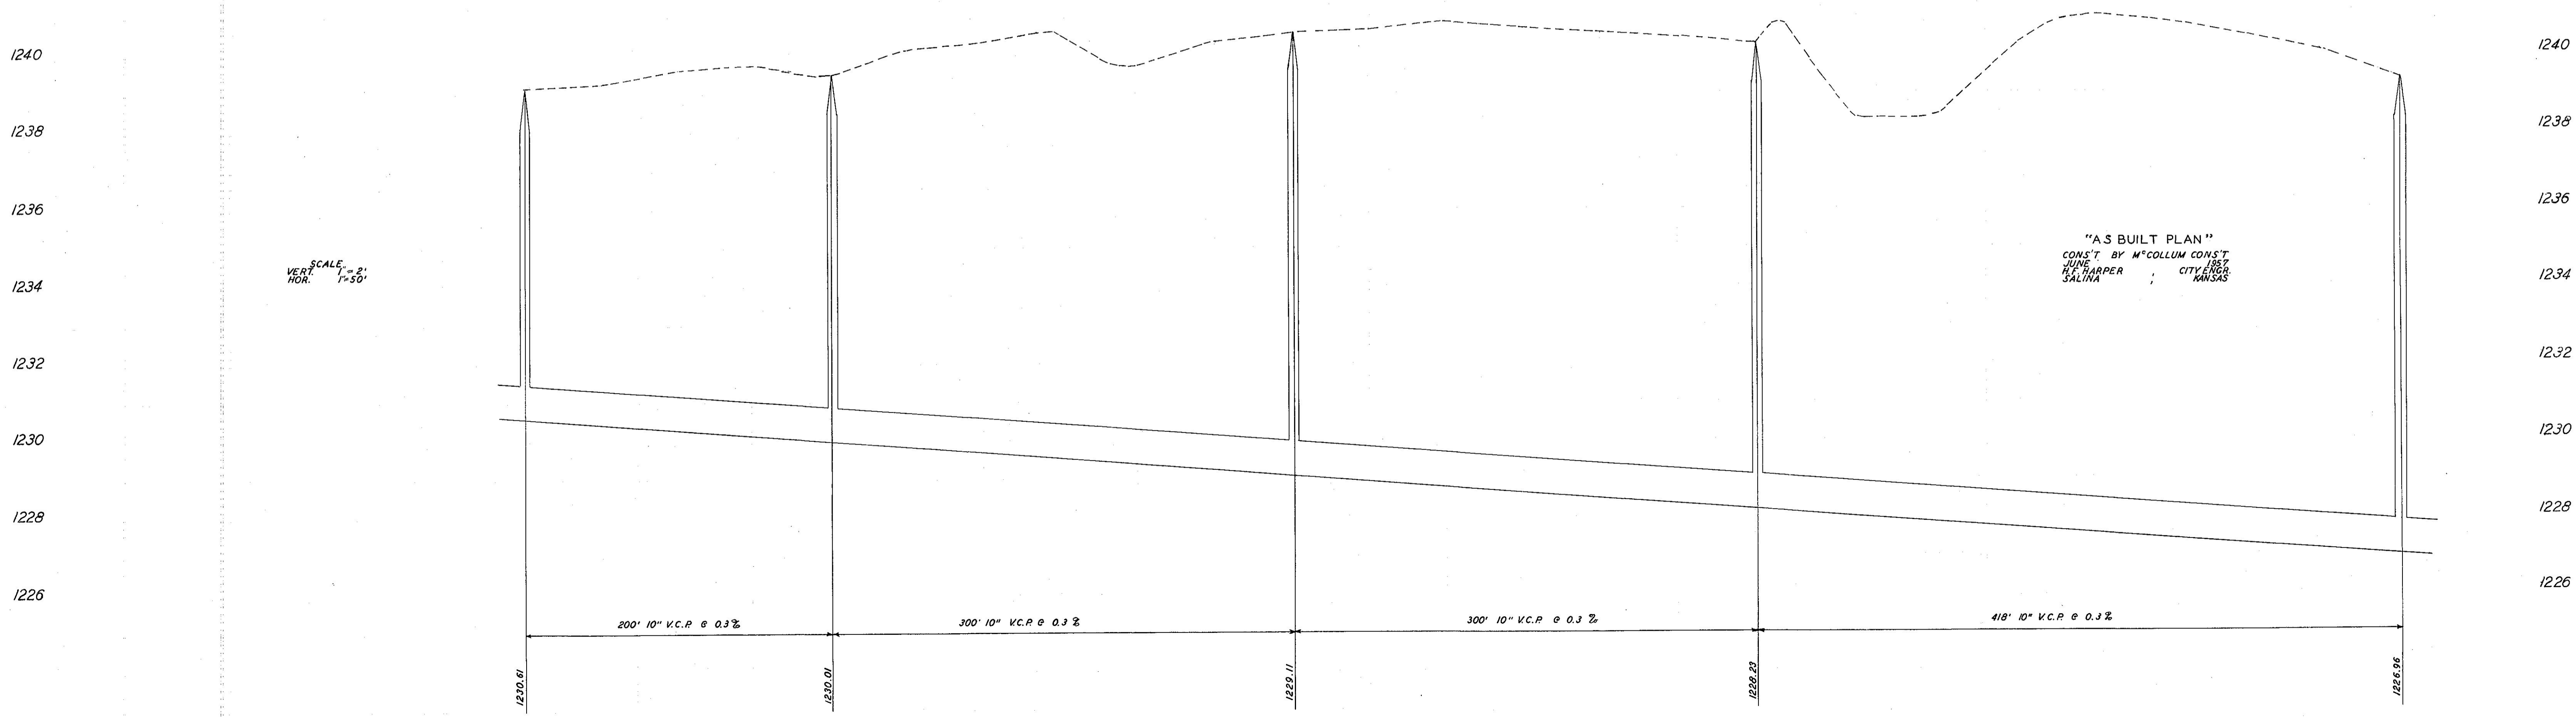 1240
1238
1236
1234
1232
1230
1228
1226
SCALE
VERT. 1" = 2'
HOR. 1"=50'
"AS BUILT PLAN"
CONS'T BY McCOLLUM CONS'T
JUNE 1957
H.F. HARPER , CITY ENGR.
SALINA , KANSAS
1240
1238
1236
1234
1232
1230
1228
1226
200' 10" V.C.P. @ 0.3%
300' 10" V.C.P. @ 0.3%
300' 10" V.C.P. @ 0.3%
418' 10" V.C.P. @ 0.3%
1230.61
1230.01
1229.11
1228.23
1226.96